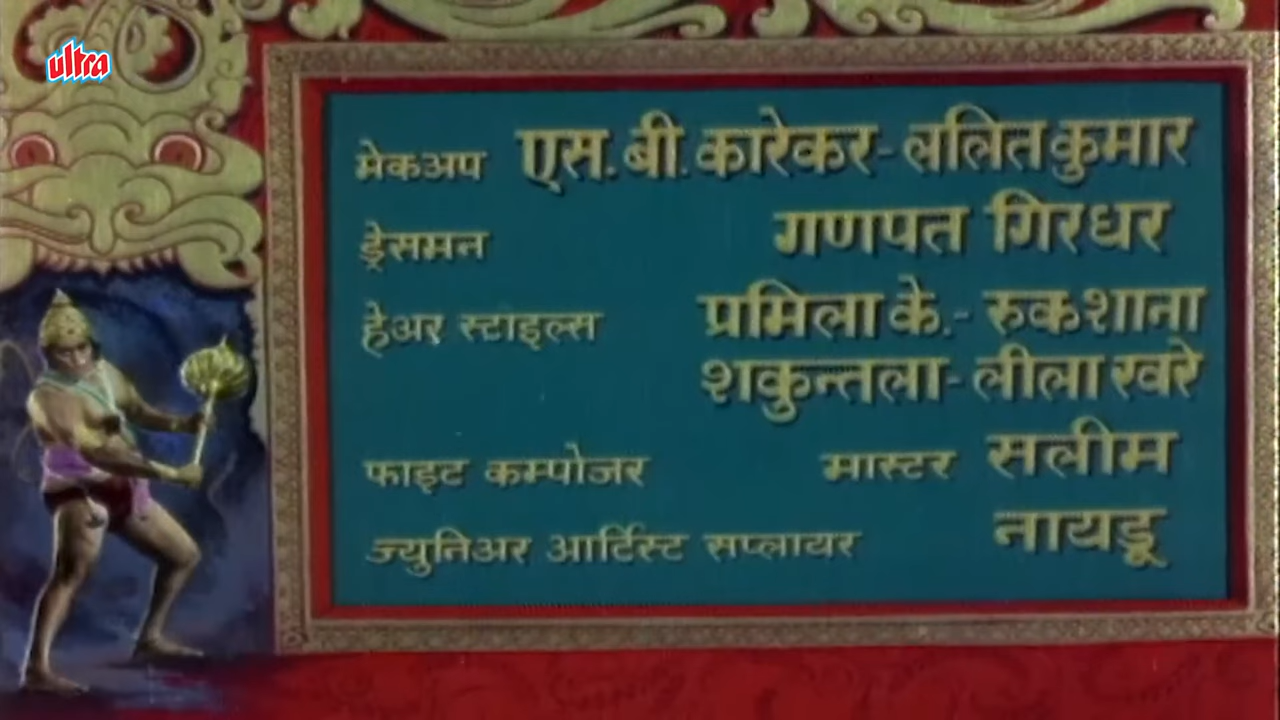 ultra
मेकअप एस. बी. कारेकर - ललित कुमार
ड्रेसमन गणपत गिरधर
हेअर स्टाइल्स प्रमिला के. - रुकशाना
शकुन्तला - लीला खरे
फाइट कम्पोजर मास्टर सलीम
ज्युनिअर आर्टिस्ट सप्लायर नायडू